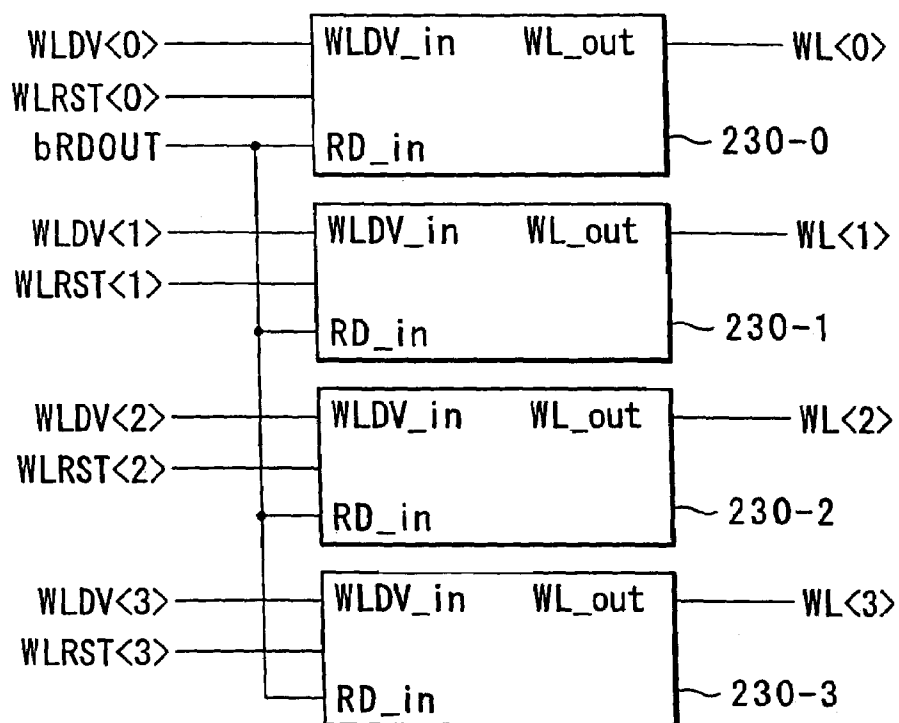 WLDV<0> WLDV_in WL_out WL<0>
WLRST<0>
bRDOUT RD_in 230-0
WLDV<1> WLDV_in WL_out WL<1>
WLRST<1>
RD_in 230-1
WLDV<2> WLDV_in WL_out WL<2>
WLRST<2>
RD_in 230-2
WLDV<3> WLDV_in WL_out WL<3>
WLRST<3>
RD_in 230-3